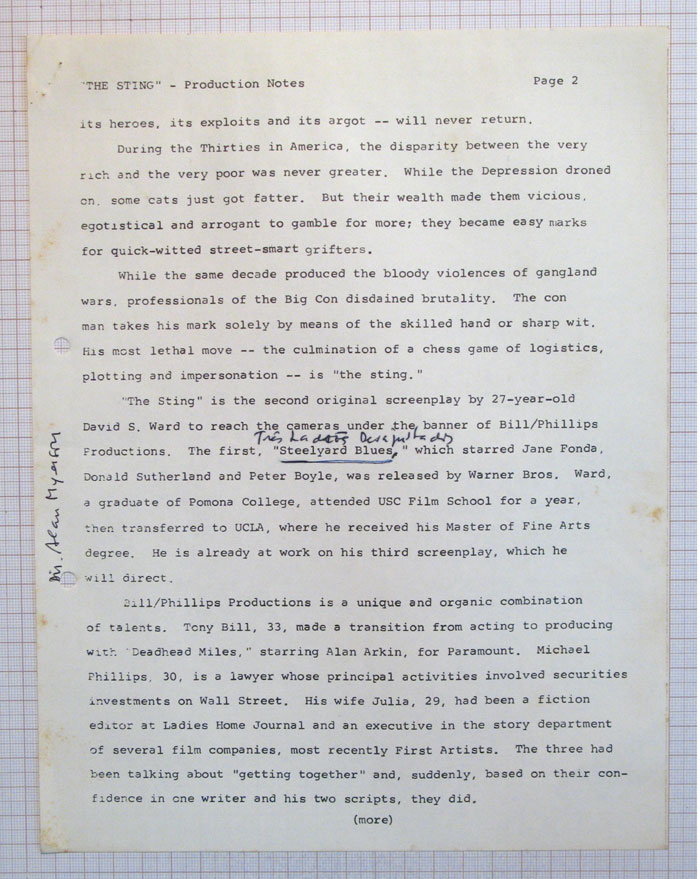 "THE STING" - Production Notes Page 2
its heroes, its exploits and its argot -- will never return.
During the Thirties in America, the disparity between the very
rich and the very poor was never greater. While the Depression droned
on, some cats just got fatter. But their wealth made them vicious,
egotistical and arrogant to gamble for more; they became easy marks
for quick-witted street-smart grifters.
While the same decade produced the bloody violences of gangland
wars, professionals of the Big Con disdained brutality. The con
man takes his mark solely by means of the skilled hand or sharp wit.
His most lethal move -- the culmination of a chess game of logistics,
plotting and impersonation -- is "the sting."
"The Sting" is the second original screenplay by 27-year-old
David S. Ward to reach the cameras under the banner of Bill/Phillips
Três Ladrões Desajustados
Productions. The first, "Steelyard Blues," which starred Jane Fonda,
Donald Sutherland and Peter Boyle, was released by Warner Bros. Ward,
a graduate of Pomona College, attended USC Film School for a year,
then transferred to UCLA, where he received his Master of Fine Arts
degree. He is already at work on his third screenplay, which he
will direct.
Dir. Alan Myerson
Bill/Phillips Productions is a unique and organic combination
of talents. Tony Bill, 33, made a transition from acting to producing
with "Deadhead Miles," starring Alan Arkin, for Paramount. Michael
Phillips, 30, is a lawyer whose principal activities involved securities
investments on Wall Street. His wife Julia, 29, had been a fiction
editor at Ladies Home Journal and an executive in the story department
of several film companies, most recently First Artists. The three had
been talking about "getting together" and, suddenly, based on their con-
fidence in one writer and his two scripts, they did.
(more)